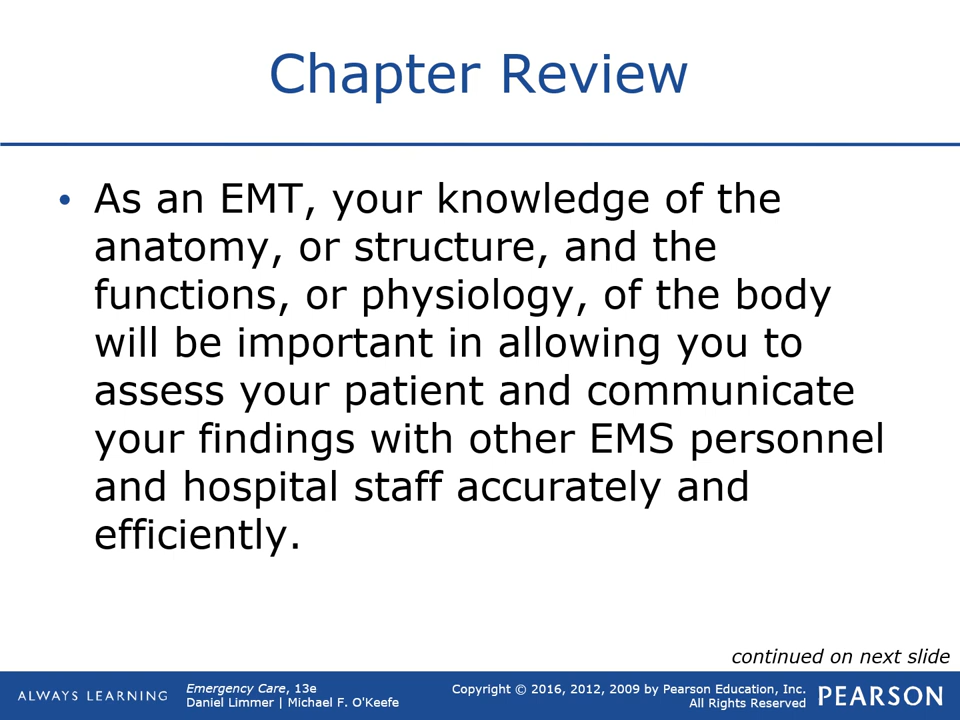 Chapter Review
• As an EMT, your knowledge of the
anatomy, or structure, and the
functions, or physiology, of the body
will be important in allowing you to
assess your patient and communicate
your findings with other EMS personnel
and hospital staff accurately and
efficiently.
continued on next slide
ALWAYS LEARNING
Emergency Care, 13e
Daniel Limmer | Michael F. O'Keefe
Copyright © 2016, 2012, 2009 by Pearson Education, Inc.
All Rights Reserved
PEARSON